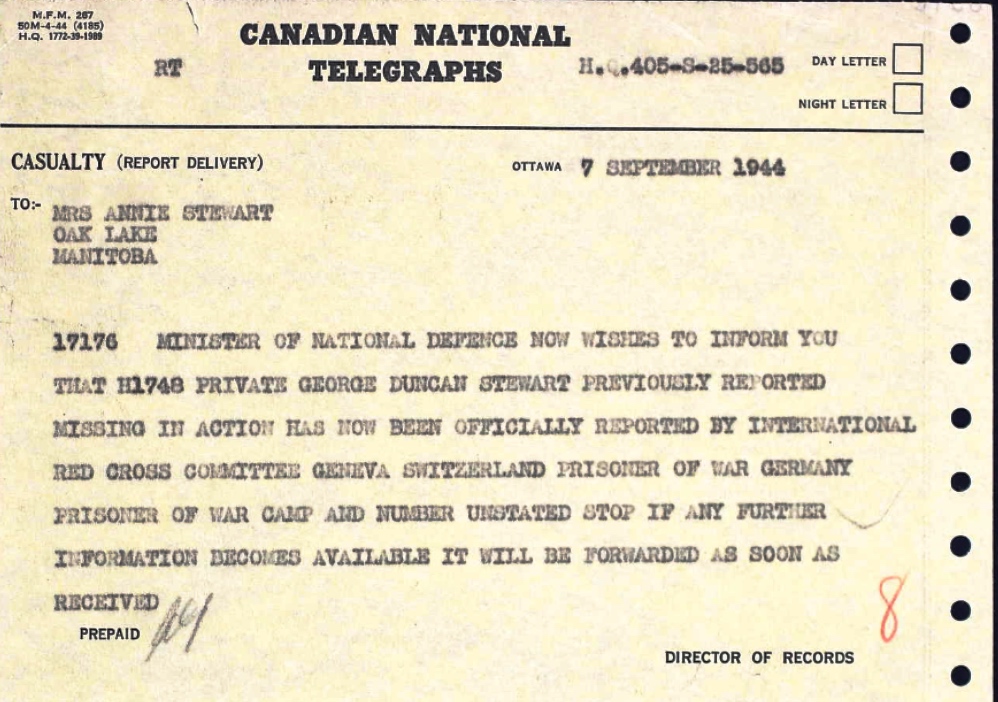 M.F.M. 267
50M-4-44 (4185)
H.Q. 1772-39-1989
CANADIAN NATIONAL
TELEGRAPHS
RT
H.Q.405-S-25-565
DAY LETTER
NIGHT LETTER
CASUALTY (REPORT DELIVERY)
OTTAWA 7 SEPTEMBER 1944
TO:- MRS ANNIE STEWART
OAK LAKE
MANITOBA
17176 MINISTER OF NATIONAL DEFENCE NOW WISHES TO INFORM YOU
THAT H1748 PRIVATE GEORGE DUNCAN STEWART PREVIOUSLY REPORTED
MISSING IN ACTION HAS NOW BEEN OFFICIALLY REPORTED BY INTERNATIONAL
RED CROSS COMMITTEE GENEVA SWITZERLAND PRISONER OF WAR GERMANY
PRISONER OF WAR CAMP AND NUMBER UNSTATED STOP IF ANY FURTHER
INFORMATION BECOMES AVAILABLE IT WILL BE FORWARDED AS SOON AS
RECEIVED
PREPAID
8
DIRECTOR OF RECORDS